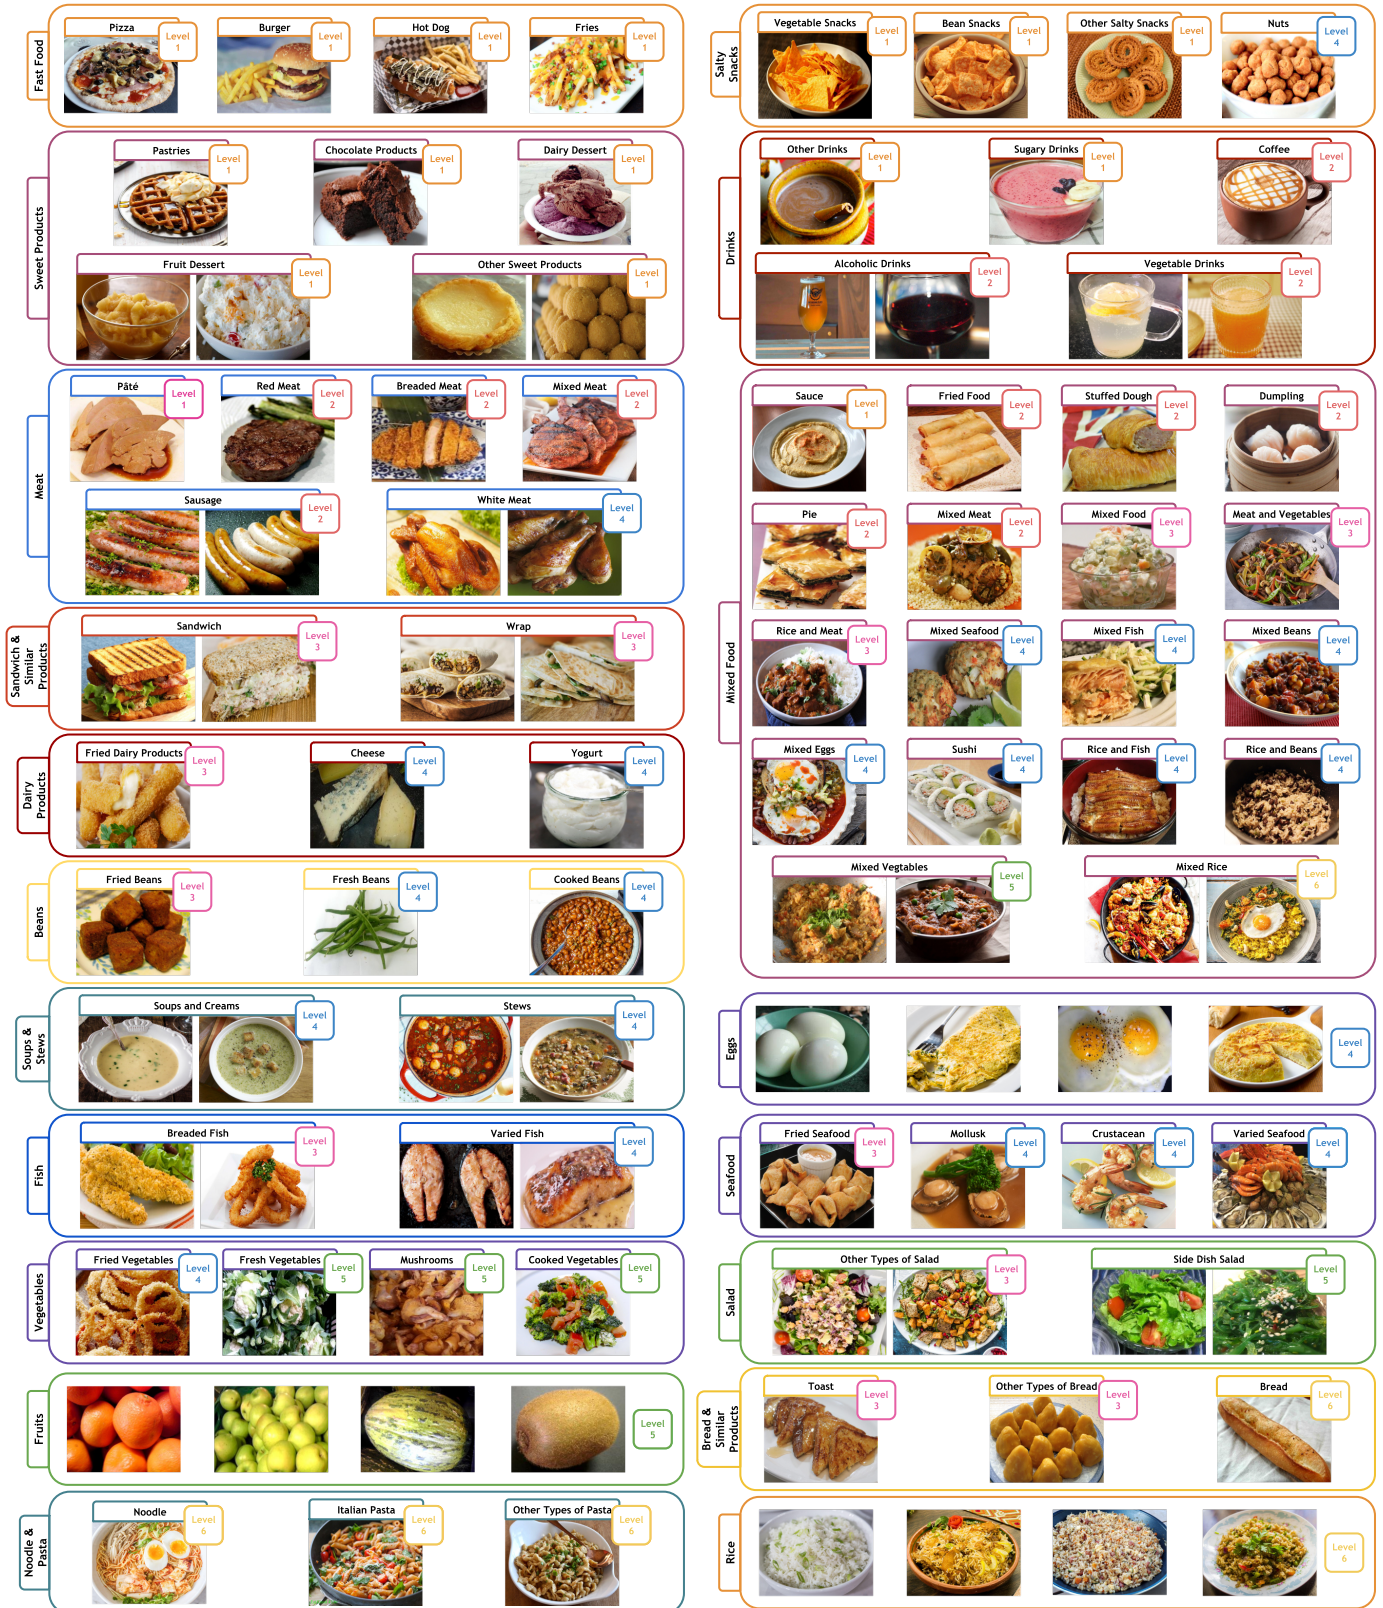 Fast Food
Pizza
Level
1
Burger
Level
1
Hot Dog
Level
1
Fries
Level
1
Salty
Snacks
Vegetable Snacks
Level
1
Bean Snacks
Level
1
Other Salty Snacks
Level
1
Nuts
Level
4
Sweet Products
Pastries
Level
1
Chocolate Products
Level
1
Dairy Dessert
Level
1
Fruit Dessert
Level
1
Other Sweet Products
Level
1
Drinks
Other Drinks
Level
1
Sugary Drinks
Level
1
Coffee
Level
2
Alcoholic Drinks
Level
2
Vegetable Drinks
Level
2
Meat
Pâté
Level
1
Red Meat
Level
2
Breaded Meat
Level
2
Mixed Meat
Level
2
Sausage
Level
2
White Meat
Level
4
Sandwich &
Similar
Products
Sandwich
Level
3
Wrap
Level
3
Dairy
Products
Fried Dairy Products
Level
3
Cheese
Level
4
Yogurt
Level
4
Beans
Fried Beans
Level
3
Fresh Beans
Level
4
Cooked Beans
Level
4
Mixed Food
Sauce
Level
1
Fried Food
Level
2
Stuffed Dough
Level
2
Dumpling
Level
2
Pie
Level
2
Mixed Meat
Level
2
Mixed Food
Level
3
Meat and Vegetables
Level
3
Rice and Meat
Level
3
Mixed Seafood
Level
4
Mixed Fish
Level
4
Mixed Beans
Level
4
Mixed Eggs
Level
4
Sushi
Level
4
Rice and Fish
Level
4
Rice and Beans
Level
4
Mixed Vegtables
Level
5
Mixed Rice
Level
6
Soups &
Stews
Soups and Creams
Level
4
Stews
Level
4
Eggs
Level
4
Fish
Breaded Fish
Level
3
Varied Fish
Level
4
Seafood
Fried Seafood
Level
3
Mollusk
Level
4
Crustacean
Level
4
Varied Seafood
Level
4
Vegetables
Fried Vegetables
Level
4
Fresh Vegetables
Level
5
Mushrooms
Level
5
Cooked Vegetables
Level
5
Salad
Other Types of Salad
Level
3
Side Dish Salad
Level
5
Fruits
Level
5
Bread &
Similar
Products
Toast
Level
3
Other Types of Bread
Level
3
Bread
Level
6
Noodle &
Pasta
Noodle
Level
6
Italian Pasta
Level
6
Other Types of Pasta
Level
6
Rice
Level
6